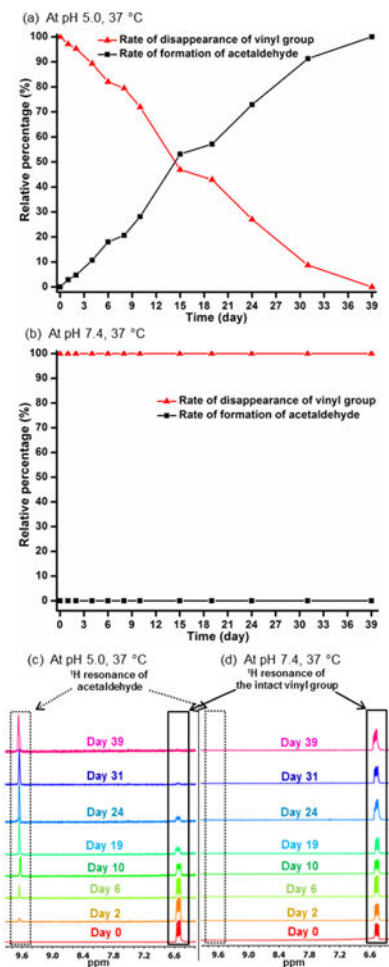 (a) At pH 5.0, 37 °C
Rate of disappearance of vinyl group
Rate of formation of acetaldehyde
Relative percentage (%)
100
90
80
70
60
50
40
30
20
10
0
0 3 6 9 12 15 18 21 24 27 30 33 36 39
Time (day)
(b) At pH 7.4, 37 °C
Rate of disappearance of vinyl group
Rate of formation of acetaldehyde
Relative percentage (%)
100
90
80
70
60
50
40
30
20
10
0
0 3 6 9 12 15 18 21 24 27 30 33 36 39
Time (day)
(c) At pH 5.0, 37 °C
(d) At pH 7.4, 37 °C
¹H resonance of
acetaldehyde
¹H resonance of
the intact vinyl group
Day 39
Day 31
Day 24
Day 19
Day 10
Day 6
Day 2
Day 0
9.6 9.0 8.4 7.8 7.2 6.6
ppm
Day 39
Day 31
Day 24
Day 19
Day 10
Day 6
Day 2
Day 0
9.6 9.0 8.4 7.8 7.2 6.6
ppm